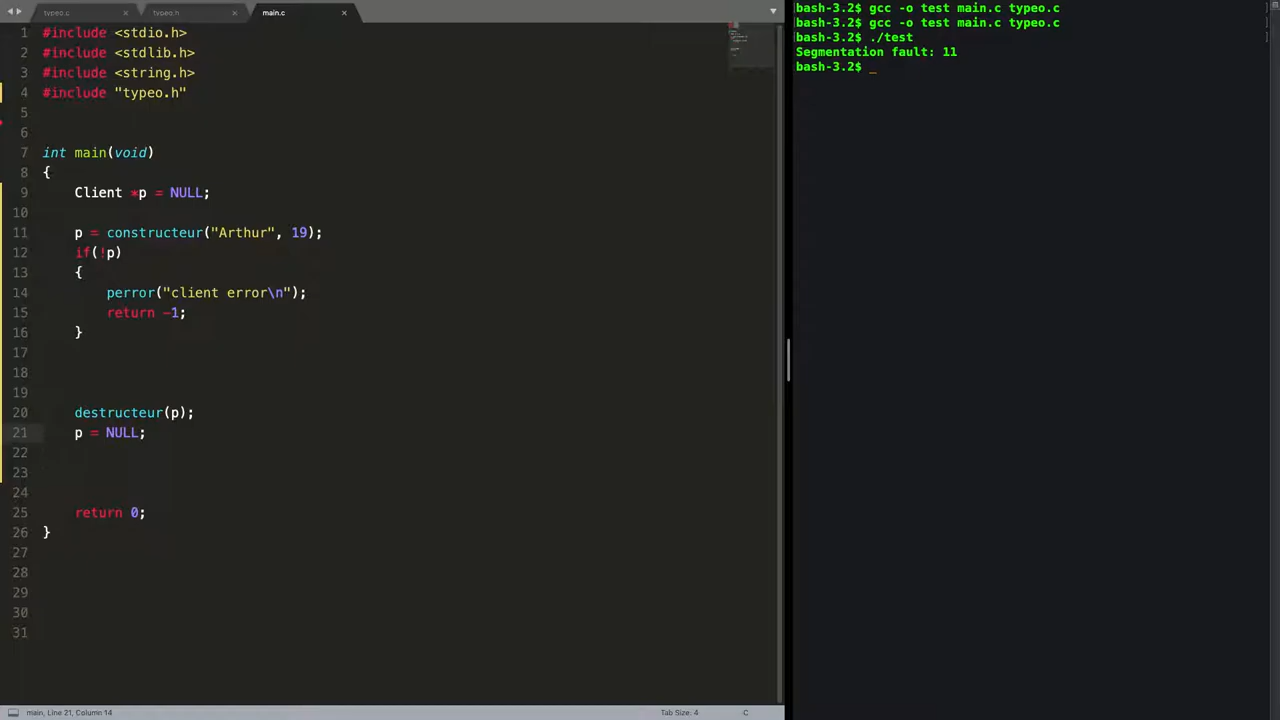 typeo.c
typeo.h
main.c
1 #include <stdio.h>
2 #include <stdlib.h>
3 #include <string.h>
4 #include "typeo.h"
5
6
7 int main(void)
8 {
9 Client *p = NULL;
10
11 p = constructeur("Arthur", 19);
12 if(!p)
13 {
14 perror("client error\n");
15 return -1;
16 }
17
18
19
20 destructeur(p);
21 p = NULL;
22
23
24
25 return 0;
26 }
27
28
29
30
31
main, Line 21, Column 14
Tab Size: 4
C
bash-3.2$ gcc -o test main.c typeo.c
bash-3.2$ gcc -o test main.c typeo.c
bash-3.2$ ./test
Segmentation fault: 11
bash-3.2$ _